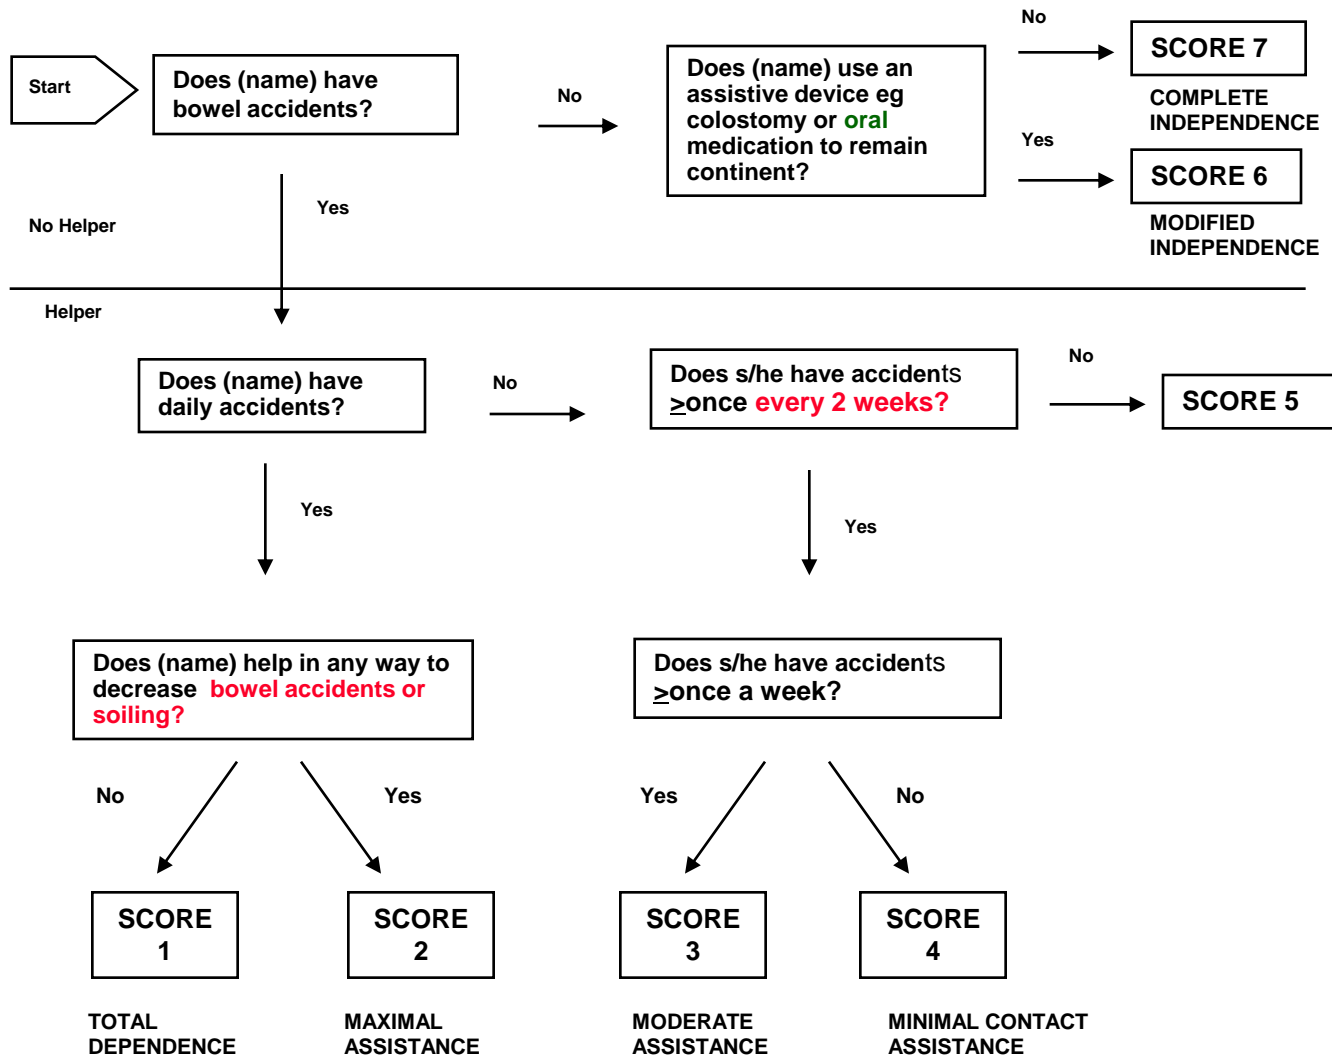 Start
Does (name) have
bowel accidents?
No
Does (name) use an
assistive device eg
colostomy or oral
medication to remain
continent?
No
SCORE 7
COMPLETE
INDEPENDENCE
Yes
SCORE 6
MODIFIED
INDEPENDENCE
Yes
No Helper
Helper
Does (name) have
daily accidents?
No
Does s/he have accidents
>once every 2 weeks?
No
SCORE 5
Yes
Yes
Does (name) help in any way to
decrease bowel accidents or
soiling?
Does s/he have accidents
>once a week?
No
Yes
Yes
No
SCORE
1
SCORE
2
SCORE
3
SCORE
4
TOTAL
DEPENDENCE
MAXIMAL
ASSISTANCE
MODERATE
ASSISTANCE
MINIMAL CONTACT
ASSISTANCE